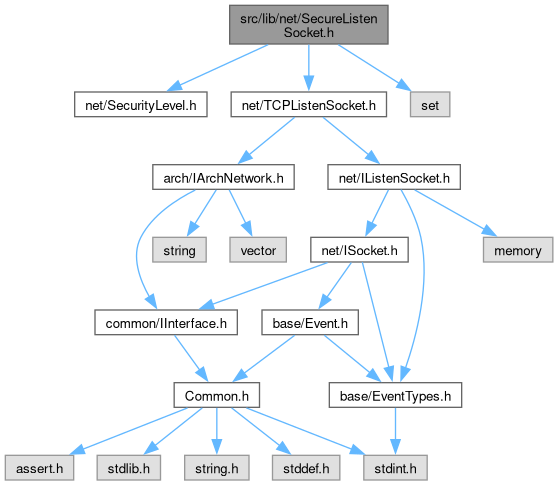 src/lib/net/SecureListen
Socket.h
net/SecurityLevel.h
net/TCPListenSocket.h
set
arch/IArchNetwork.h
net/IListenSocket.h
string
vector
net/ISocket.h
memory
common/IInterface.h
base/Event.h
Common.h
base/EventTypes.h
assert.h
stdlib.h
string.h
stddef.h
stdint.h